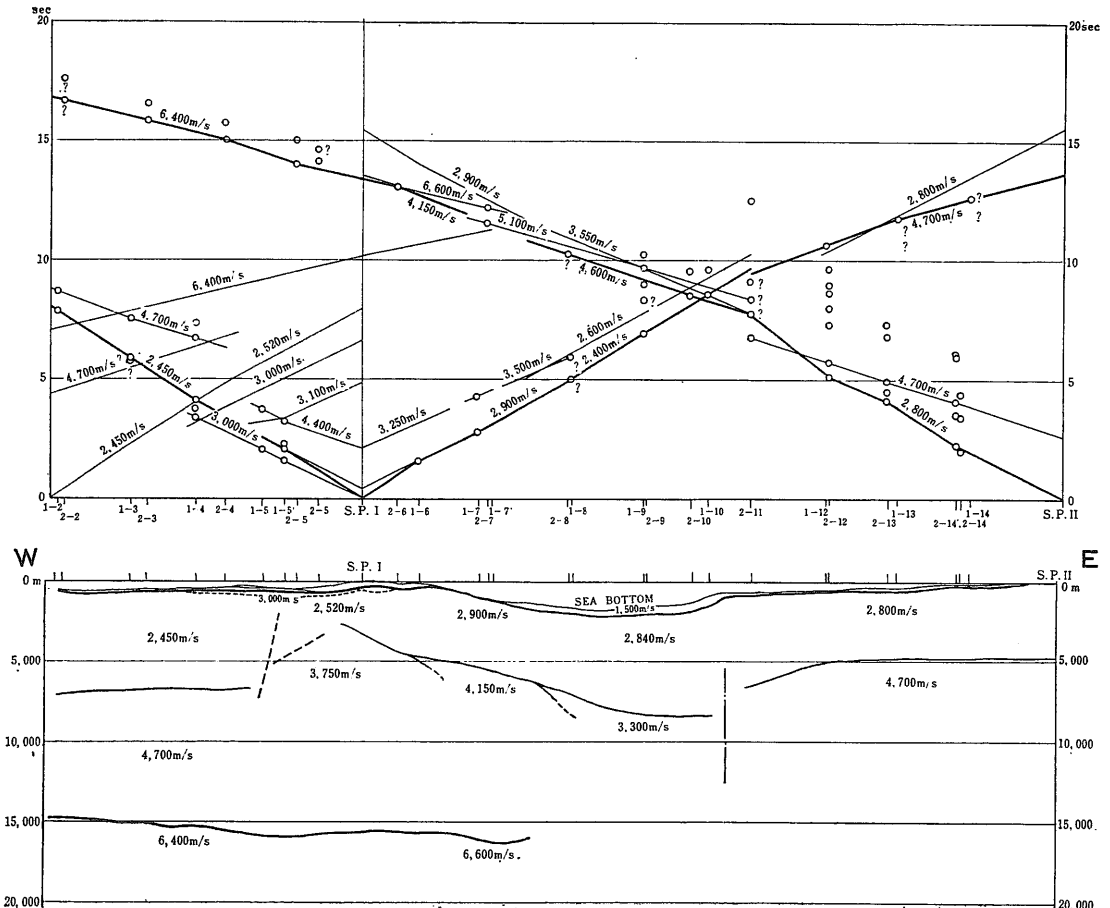 sec
20
20 sec
15
15
10
10
5
5
0
0
?
?
6,400m/s
?
2,900m/s
6,600m/s
4,150m/s
5,100m/s
3,550m/s
?
4,600m/s
?
?
?
?
2,800m/s
4,700m/s
?
?
?
?
6,400m/s
4,700m/s
2,520m/s
4,700m/s
?
?
2,450m/s
3,000m/s
2,450m/s
3,000m/s
3,100m/s
4,400m/s
3,250m/s
3,500m/s
2,600m/s
2,400m/s
2,900m/s
?
?
4,700m/s
2,800m/s
1-2' 1-3 1-4 2-4 1-5 1-5' 2-5 S.P. I 2-6 1-6 1-7 1-7' 1-8 1-9 1-10 2-11 1-12 1-13 1-14 S.P. II
2-2 2-3 2-5 2-7 2-8 2-9 2-10 2-12 2-13 2-14' 2-14
W
E
S.P. I
S.P. II
0 m
0 m
3,000m/s
2,520m/s
2,900m/s
SEA BOTTOM
1,500m/s
2,800m/s
2,450m/s
2,840m/s
5,000
5,000
3,750m/s
4,150m/s
4,700m/s
3,300m/s
10,000
10,000
4,700m/s
15,000
15,000
6,400m/s
6,600m/s.
20,000
20,000